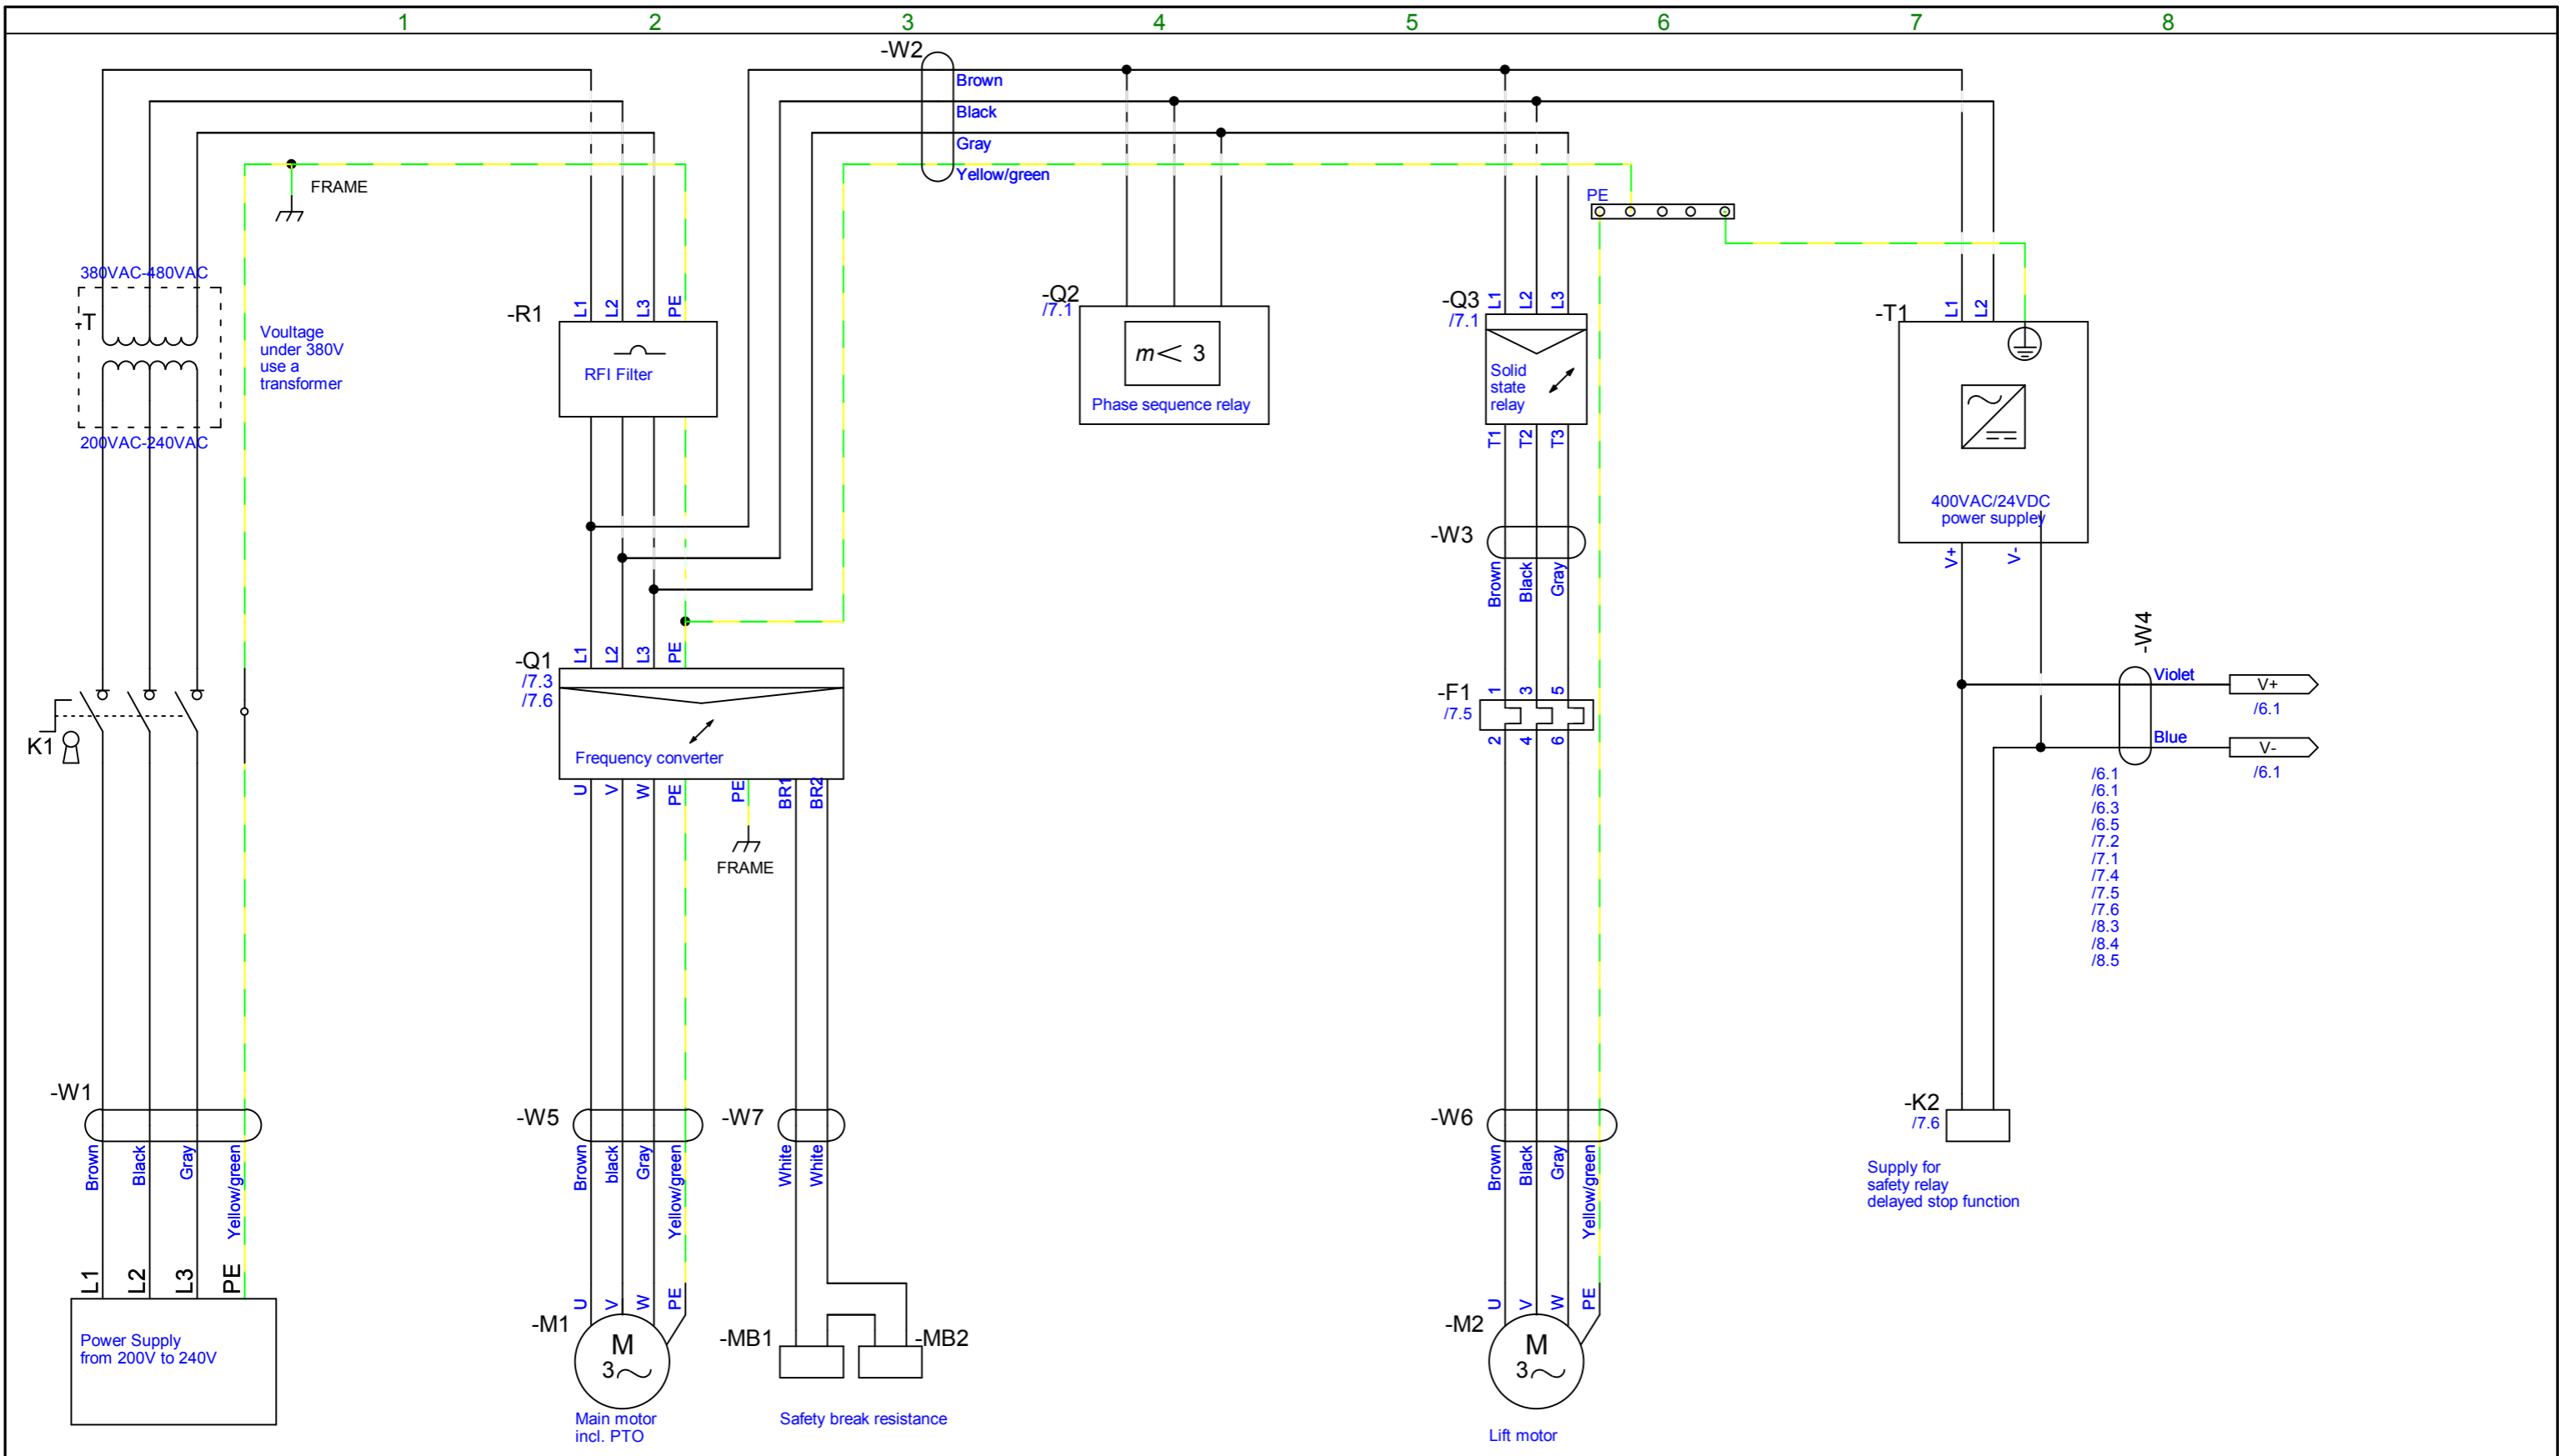 1 2 3 4 5 6 7 8
-W2
Brown
Black
Gray
Yellow/green
FRAME
380VAC-480VAC
-T
200VAC-240VAC
Voultage
under 380V
use a
transformer
-R1
L1 L2 L3 PE
RFI Filter
-Q2
/7.1
m< 3
Phase sequence relay
-Q3
/7.1
L1 L2 L3
Solid
state
relay
T1 T2 T3
PE
-T1
L1 L2
400VAC/24VDC
power suppley
V+ V-
-W3
Brown Black Gray
-W4
Violet
Blue
V+
/6.1
V-
/6.1
/6.1
/6.1
/6.3
/6.5
/7.2
/7.1
/7.4
/7.5
/7.6
/8.3
/8.4
/8.5
K1
-Q1
/7.3
/7.6
L1 L2 L3 PE
Frequency converter
U V W PE PE BR1 BR2
FRAME
-F1
/7.5
1 3 5
2 4 6
-W1
Brown Black Gray Yellow/green
L1 L2 L3 PE
Power Supply
from 200V to 240V
-W5
Brown black Gray Yellow/green
U V W PE
-M1
M
3~
Main motor
incl. PTO
-W7
White White
-MB1
-MB2
Safety break resistance
-W6
Brown Black Gray Yellow/green
U V W PE
-M2
M
3~
Lift motor
-K2
/7.6
Supply for
safety relay
delayed stop function